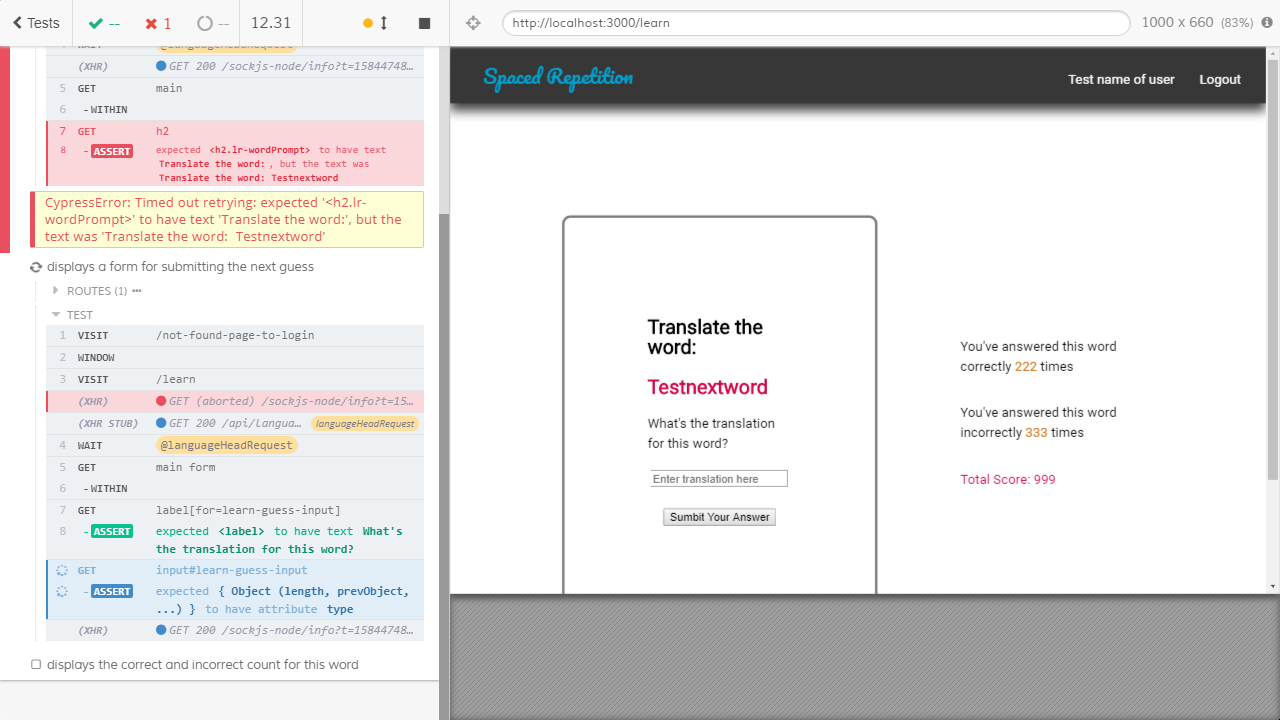 Tests
--
1
--
12.31
http://localhost:3000/learn
1000 x 660 (83%)
(XHR) GET 200 /sockjs-node/info?t=15844748…
5 GET main
6 -WITHIN
7 GET h2
8 -ASSERT expected <h2.lr-wordPrompt> to have text
Translate the word: , but the text was
Translate the word: Testnextword
CypressError: Timed out retrying: expected '<h2.lr-
wordPrompt>' to have text 'Translate the word:', but the
text was 'Translate the word:  Testnextword'
displays a form for submitting the next guess
ROUTES (1)
TEST
1 VISIT /not-found-page-to-login
2 WINDOW
3 VISIT /learn
(XHR) GET (aborted) /sockjs-node/info?t=15…
(XHR STUB) GET 200 /api/langua… languageHeadRequest
4 WAIT @languageHeadRequest
5 GET main form
6 -WITHIN
7 GET label[for=learn-guess-input]
8 -ASSERT expected <label> to have text What's
the translation for this word?
GET input#learn-guess-input
-ASSERT expected { Object (length, prevObject,
...) } to have attribute type
(XHR) GET 200 /sockjs-node/info?t=15844748…
displays the correct and incorrect count for this word
Spaced Repetition
Test name of user
Logout
Translate the
word:
Testnextword
What's the translation
for this word?
Enter translation here
Sumbit Your Answer
You've answered this word
correctly 222 times
You've answered this word
incorrectly 333 times
Total Score: 999